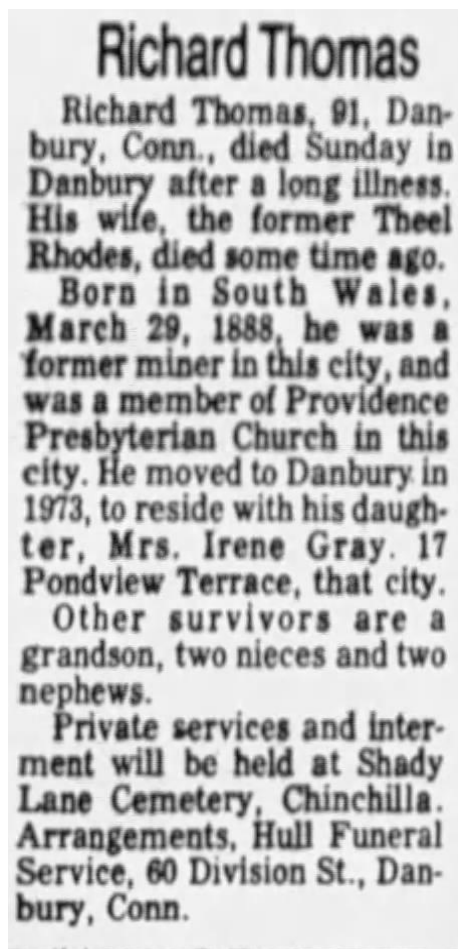 Richard Thomas
Richard Thomas, 91, Dan-
bury, Conn., died Sunday in
Danbury after a long illness.
His wife, the former Theel
Rhodes, died some time ago.
Born in South Wales,
March 29, 1888, he was a
former miner in this city, and
was a member of Providence
Presbyterian Church in this
city. He moved to Danbury in
1973, to reside with his daugh-
ter, Mrs. Irene Gray. 17
Pondview Terrace, that city.
Other survivors are a
grandson, two nieces and two
nephews.
Private services and inter-
ment will be held at Shady
Lane Cemetery, Chinchilla.
Arrangements, Hull Funeral
Service, 60 Division St., Dan-
bury, Conn.